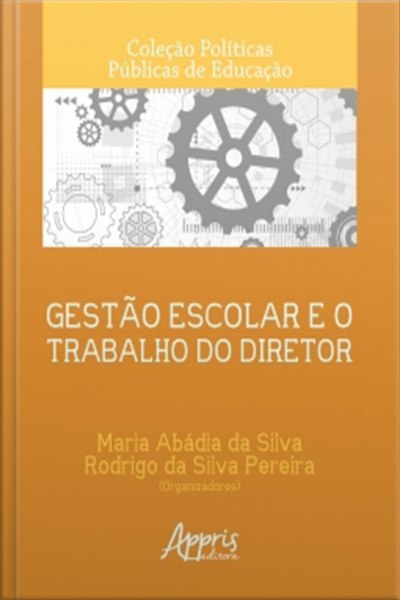 Coleção Políticas
Públicas de Educação
GESTÃO ESCOLAR E O
TRABALHO DO DIRETOR
Maria Abádia da Silva
Rodrigo da Silva Pereira
(Organizadores)
Appris
editora